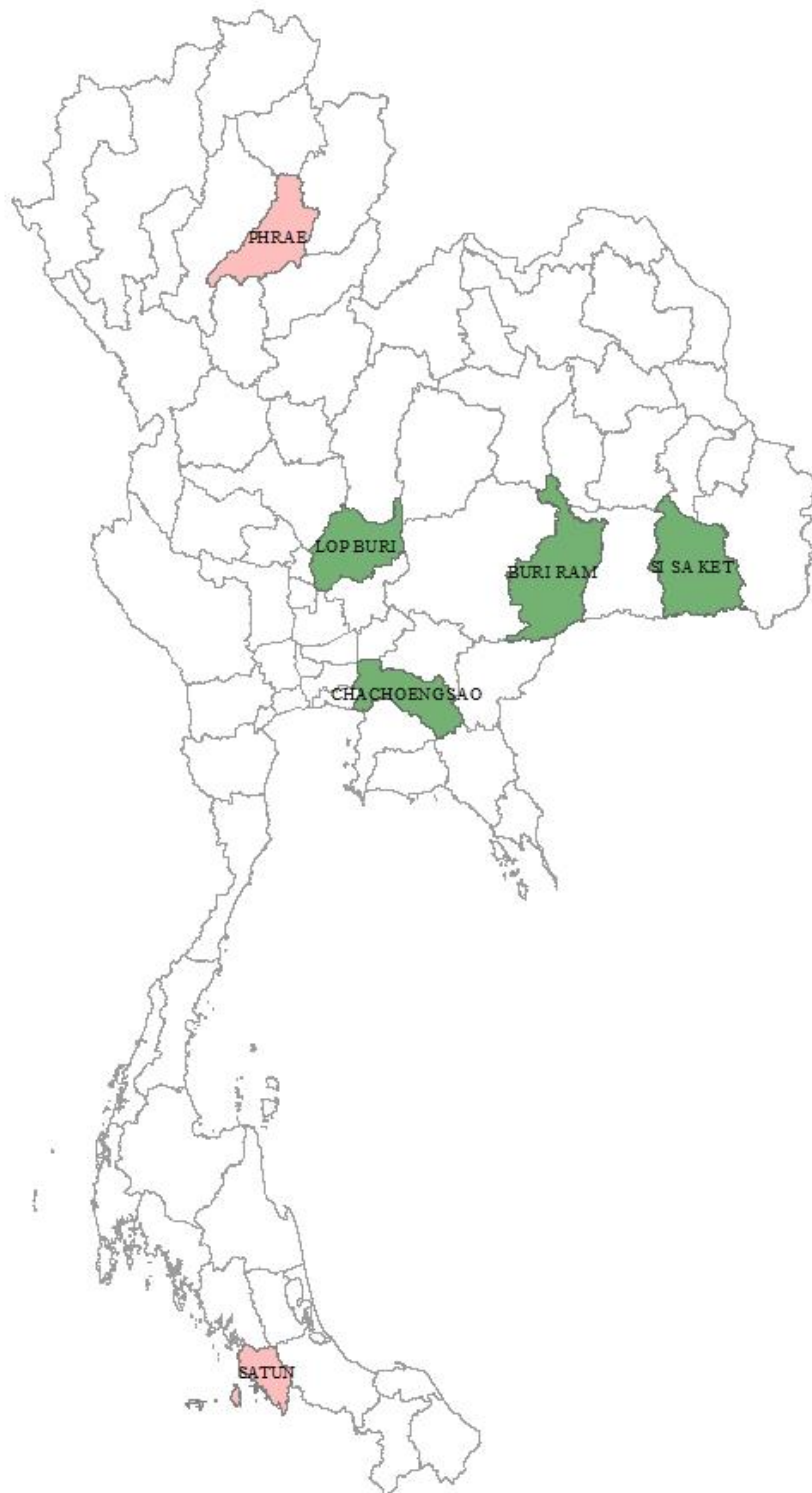 PHRAE
LOP BURI
BURI RAM
SI SA KET
CHACHOENGSAO
SATUN